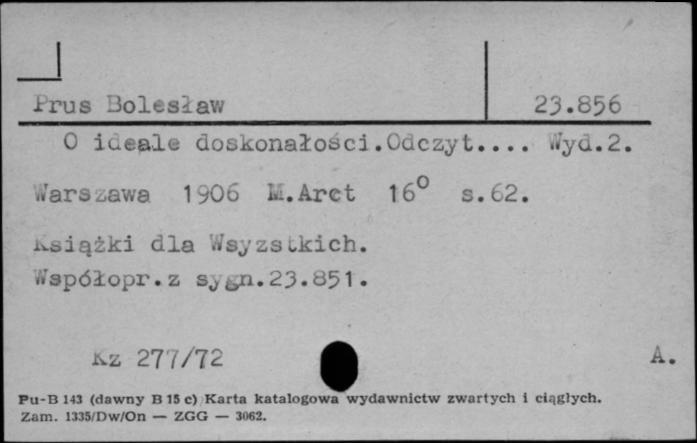 Prus Bolesław 23.856
O ideale doskonałości.Odczyt.... Wyd.2.
Warszawa 1906 M.Arct 16° s.62.
Książki dla Wsyzstkich.
Współopr.z sygn.23.851.
Kz 277/72 A.
Pu-B 143 (dawny B 15 c) Karta katalogowa wydawnictw zwartych i ciągłych.
Zam. 1335/Dw/On — ZGG — 3062.